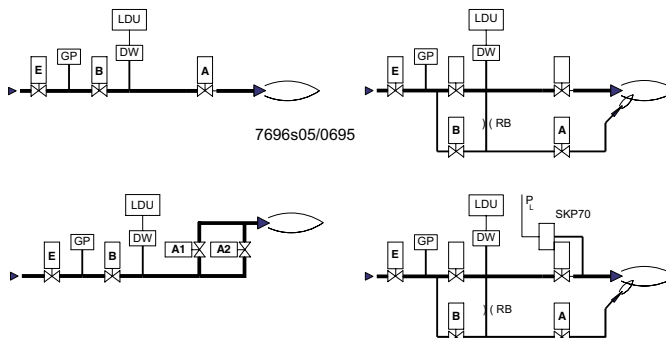 LDU
E GP B DW A
7696s05/0695
LDU
E GP DW
B )( RB A
LDU
E GP B DW A1 A2
LDU PL SKP70
E GP DW
B )( RB A